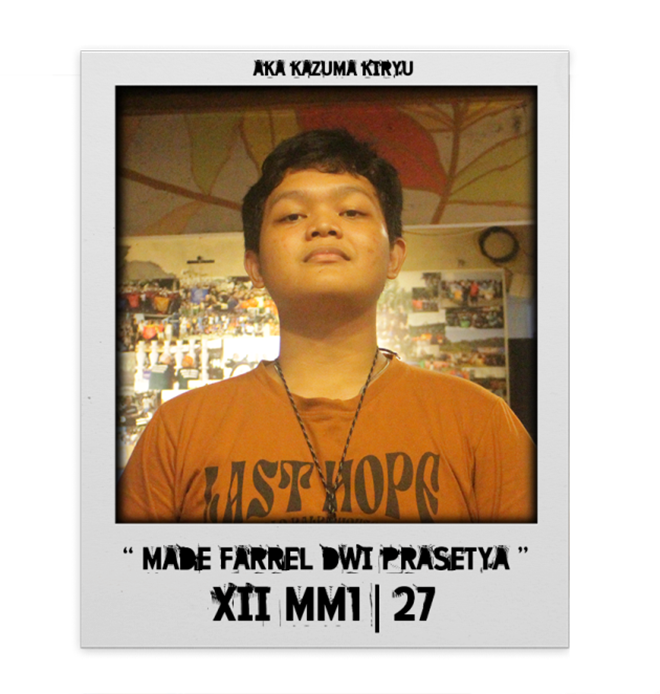 AKA KAZUMA KIRYU
LAST HOPE
“ MADE FARREL DWI PRASETYA ”
XII MM1 | 27